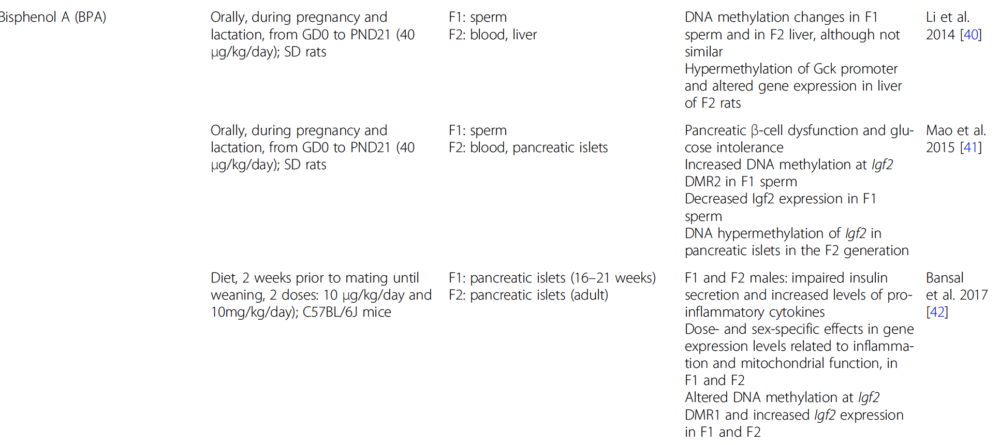 Bisphenol A (BPA)
Orally, during pregnancy and
lactation, from GD0 to PND21 (40
μg/kg/day); SD rats
F1: sperm
F2: blood, liver
DNA methylation changes in F1
sperm and in F2 liver, although not
similar
Hypermethylation of Gck promoter
and altered gene expression in liver
of F2 rats
Li et al.
2014 [40]
Orally, during pregnancy and
lactation, from GD0 to PND21 (40
μg/kg/day); SD rats
F1: sperm
F2: blood, pancreatic islets
Pancreatic β-cell dysfunction and glu-
cose intolerance
Increased DNA methylation at Igf2
DMR2 in F1 sperm
Decreased Igf2 expression in F1
sperm
DNA hypermethylation of Igf2 in
pancreatic islets in the F2 generation
Mao et al.
2015 [41]
Diet, 2 weeks prior to mating until
weaning, 2 doses: 10 μg/kg/day and
10mg/kg/day); C57BL/6J mice
F1: pancreatic islets (16–21 weeks)
F2: pancreatic islets (adult)
F1 and F2 males: impaired insulin
secretion and increased levels of pro-
inflammatory cytokines
Dose- and sex-specific effects in gene
expression levels related to inflamma-
tion and mitochondrial function, in
F1 and F2
Altered DNA methylation at Igf2
DMR1 and increased Igf2 expression
in F1 and F2
Bansal
et al. 2017
[42]